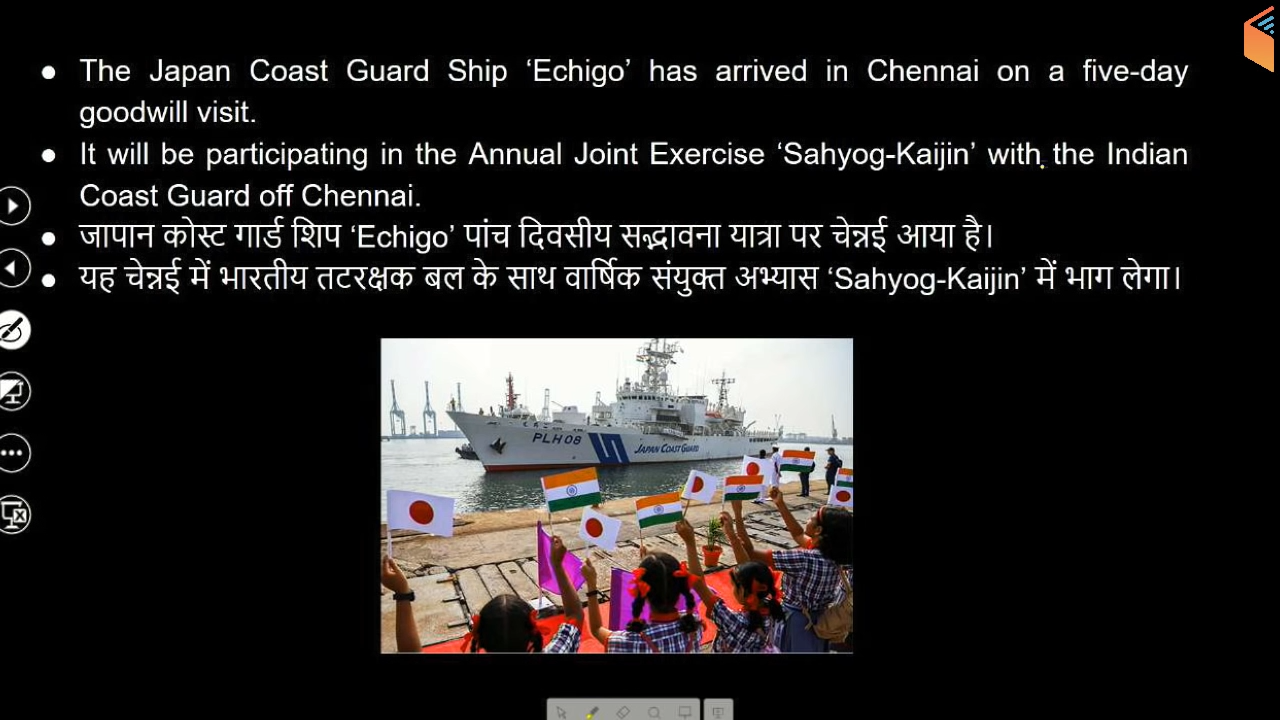 ● The Japan Coast Guard Ship ‘Echigo’ has arrived in Chennai on a five-day
goodwill visit.
● It will be participating in the Annual Joint Exercise ‘Sahyog-Kaijin’ with the Indian
Coast Guard off Chennai.
● जापान कोस्ट गार्ड शिप ‘Echigo’ पांच दिवसीय सद्भावना यात्रा पर चेन्नई आया है।
● यह चेन्नई में भारतीय तटरक्षक बल के साथ वार्षिक संयुक्त अभ्यास ‘Sahyog-Kaijin’ में भाग लेगा।
PLH 08
JAPAN COAST GUARD